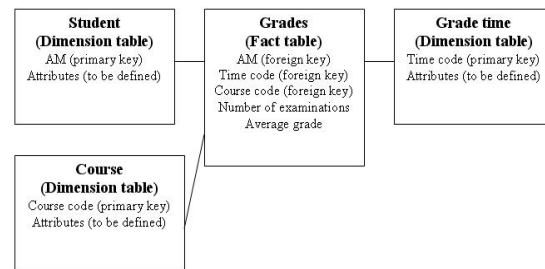 Student
(Dimension table)
AM (primary key)
Attributes (to be defined)
Grades
(Fact table)
AM (foreign key)
Time code (foreign key)
Course code (foreign key)
Number of examinations
Average grade
Grade time
(Dimension table)
Time code (primary key)
Attributes (to be defined)
Course
(Dimension table)
Course code (primary key)
Attributes (to be defined)